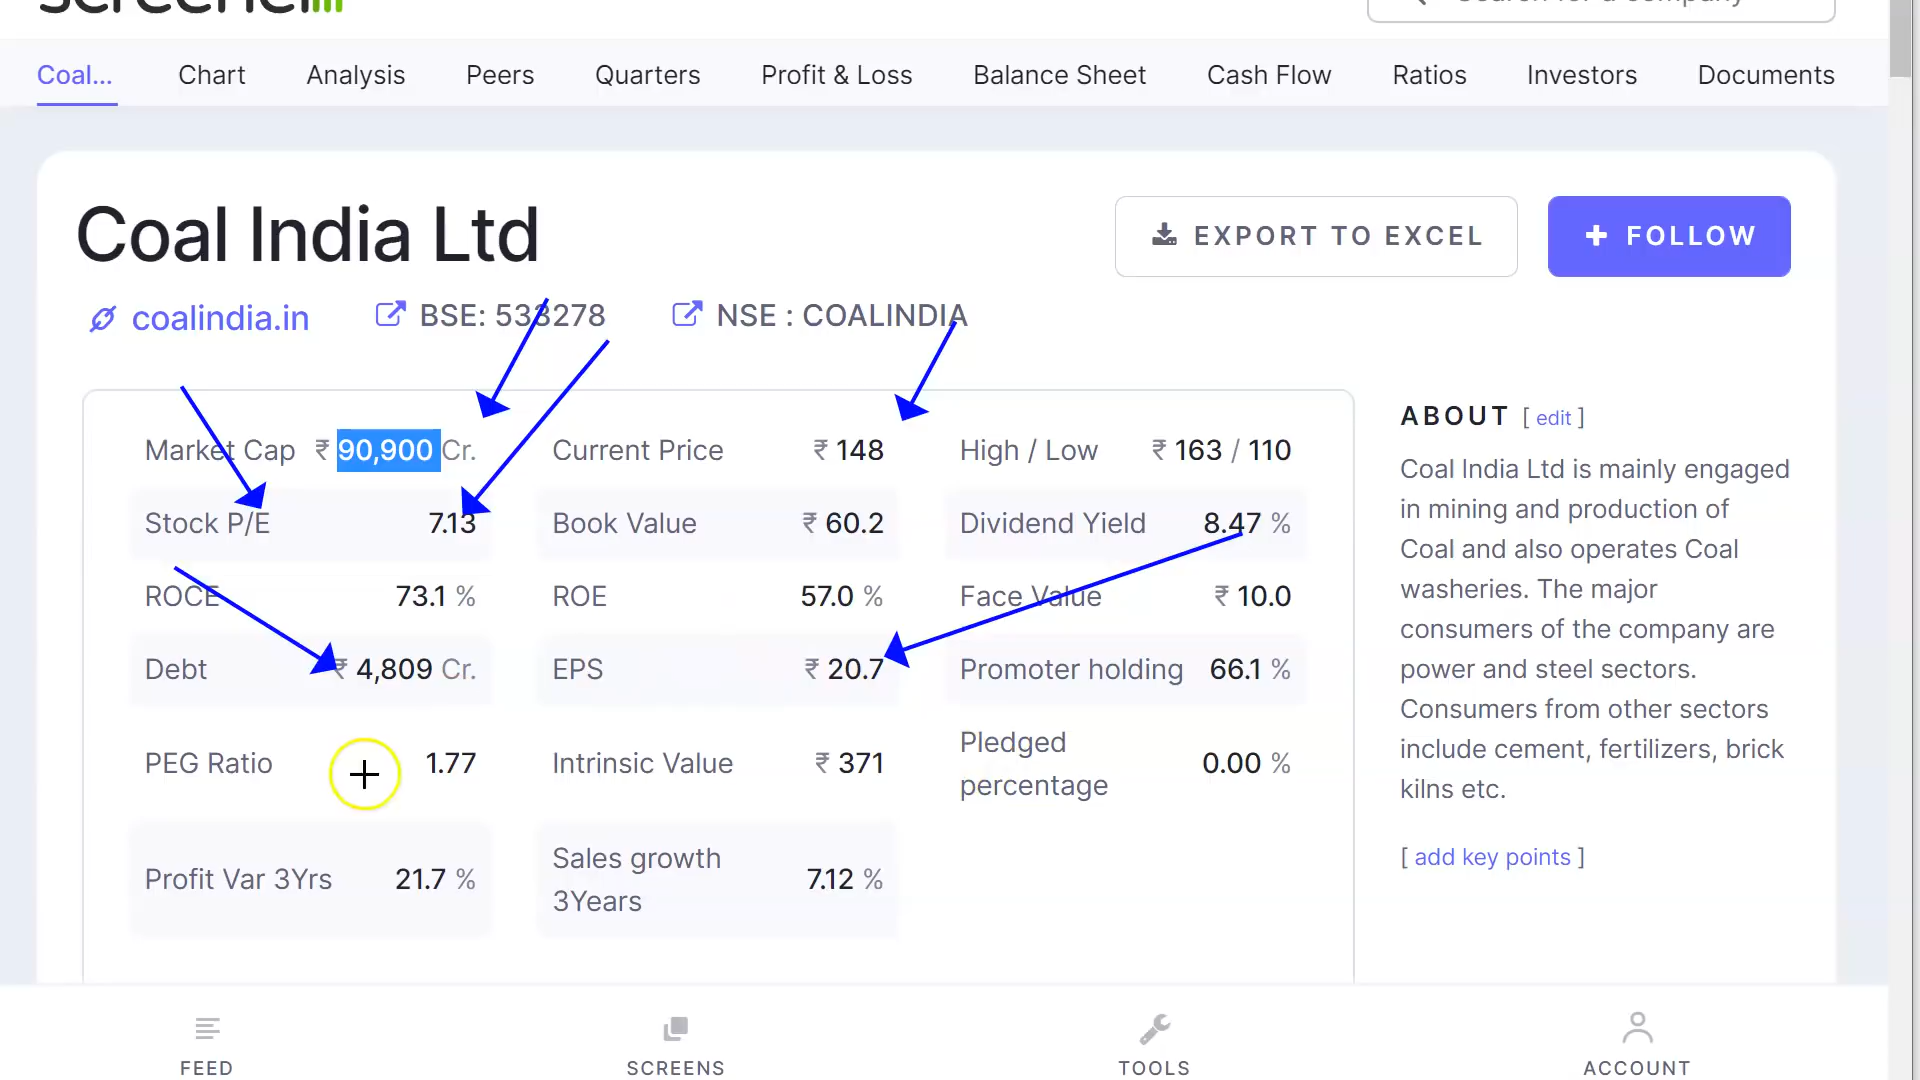 screener
Search for a company
Coal... Chart Analysis Peers Quarters Profit & Loss Balance Sheet Cash Flow Ratios Investors Documents
Coal India Ltd
EXPORT TO EXCEL
+ FOLLOW
coalindia.in BSE: 533278 NSE : COALINDIA
Market Cap ₹ 90,900 Cr. Current Price ₹ 148 High / Low ₹ 163 / 110
Stock P/E 7.13 Book Value ₹ 60.2 Dividend Yield 8.47 %
ROCE 73.1 % ROE 57.0 % Face Value ₹ 10.0
Debt ₹ 4,809 Cr. EPS ₹ 20.7 Promoter holding 66.1 %
PEG Ratio 1.77 Intrinsic Value ₹ 371 Pledged
percentage 0.00 %
Profit Var 3Yrs 21.7 % Sales growth
3Years 7.12 %
ABOUT [ edit ]
Coal India Ltd is mainly engaged
in mining and production of
Coal and also operates Coal
washeries. The major
consumers of the company are
power and steel sectors.
Consumers from other sectors
include cement, fertilizers, brick
kilns etc.
[ add key points ]
FEED SCREENS TOOLS ACCOUNT